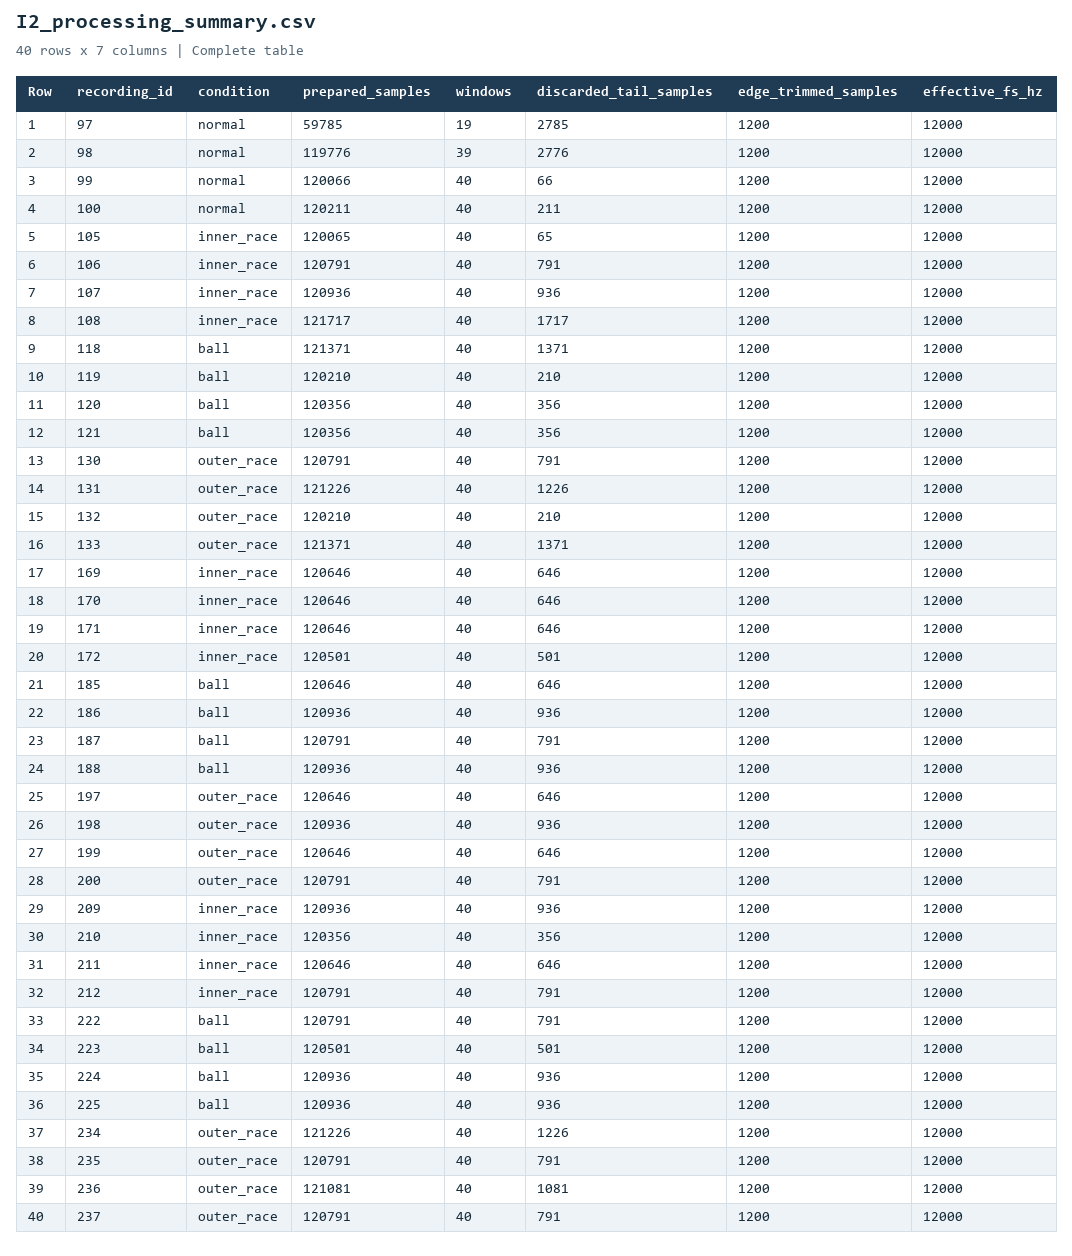 I2_processing_summary.csv
40 rows x 7 columns | Complete table
Row recording_id condition prepared_samples windows discarded_tail_samples edge_trimmed_samples effective_fs_hz
1 97 normal 59785 19 2785 1200 12000
2 98 normal 119776 39 2776 1200 12000
3 99 normal 120066 40 66 1200 12000
4 100 normal 120211 40 211 1200 12000
5 105 inner_race 120065 40 65 1200 12000
6 106 inner_race 120791 40 791 1200 12000
7 107 inner_race 120936 40 936 1200 12000
8 108 inner_race 121717 40 1717 1200 12000
9 118 ball 121371 40 1371 1200 12000
10 119 ball 120210 40 210 1200 12000
11 120 ball 120356 40 356 1200 12000
12 121 ball 120356 40 356 1200 12000
13 130 outer_race 120791 40 791 1200 12000
14 131 outer_race 121226 40 1226 1200 12000
15 132 outer_race 120210 40 210 1200 12000
16 133 outer_race 121371 40 1371 1200 12000
17 169 inner_race 120646 40 646 1200 12000
18 170 inner_race 120646 40 646 1200 12000
19 171 inner_race 120646 40 646 1200 12000
20 172 inner_race 120501 40 501 1200 12000
21 185 ball 120646 40 646 1200 12000
22 186 ball 120936 40 936 1200 12000
23 187 ball 120791 40 791 1200 12000
24 188 ball 120936 40 936 1200 12000
25 197 outer_race 120646 40 646 1200 12000
26 198 outer_race 120936 40 936 1200 12000
27 199 outer_race 120646 40 646 1200 12000
28 200 outer_race 120791 40 791 1200 12000
29 209 inner_race 120936 40 936 1200 12000
30 210 inner_race 120356 40 356 1200 12000
31 211 inner_race 120646 40 646 1200 12000
32 212 inner_race 120791 40 791 1200 12000
33 222 ball 120791 40 791 1200 12000
34 223 ball 120501 40 501 1200 12000
35 224 ball 120936 40 936 1200 12000
36 225 ball 120936 40 936 1200 12000
37 234 outer_race 121226 40 1226 1200 12000
38 235 outer_race 120791 40 791 1200 12000
39 236 outer_race 121081 40 1081 1200 12000
40 237 outer_race 120791 40 791 1200 12000